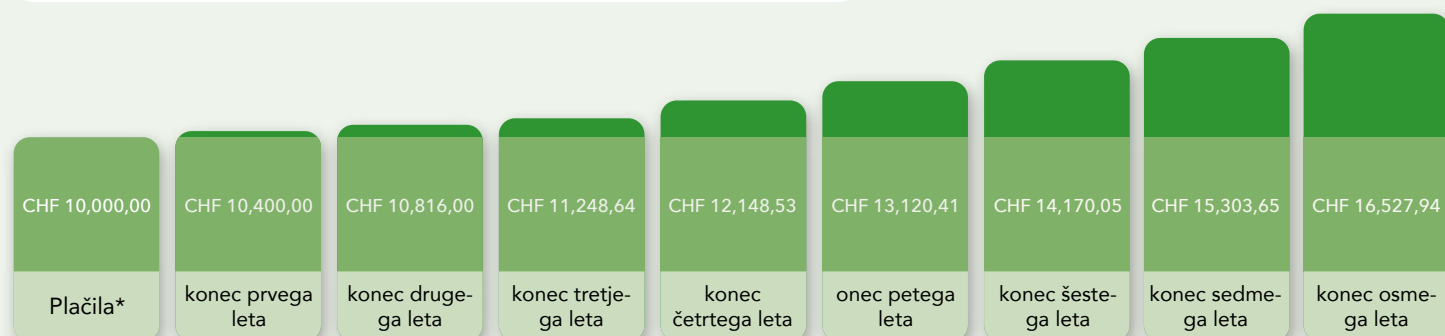 CHF 10,000,00
CHF 10,400,00
CHF 10,816,00
CHF 11,248,64
CHF 12,148,53
CHF 13,120,41
CHF 14,170,05
CHF 15,303,65
CHF 16,527,94
Plačila*
konec prvega
leta
konec druge-
ga leta
konec tretje-
ga leta
konec
četrtega leta
onec petega
leta
konec šeste-
ga leta
konec sedme-
ga leta
konec osme-
ga leta